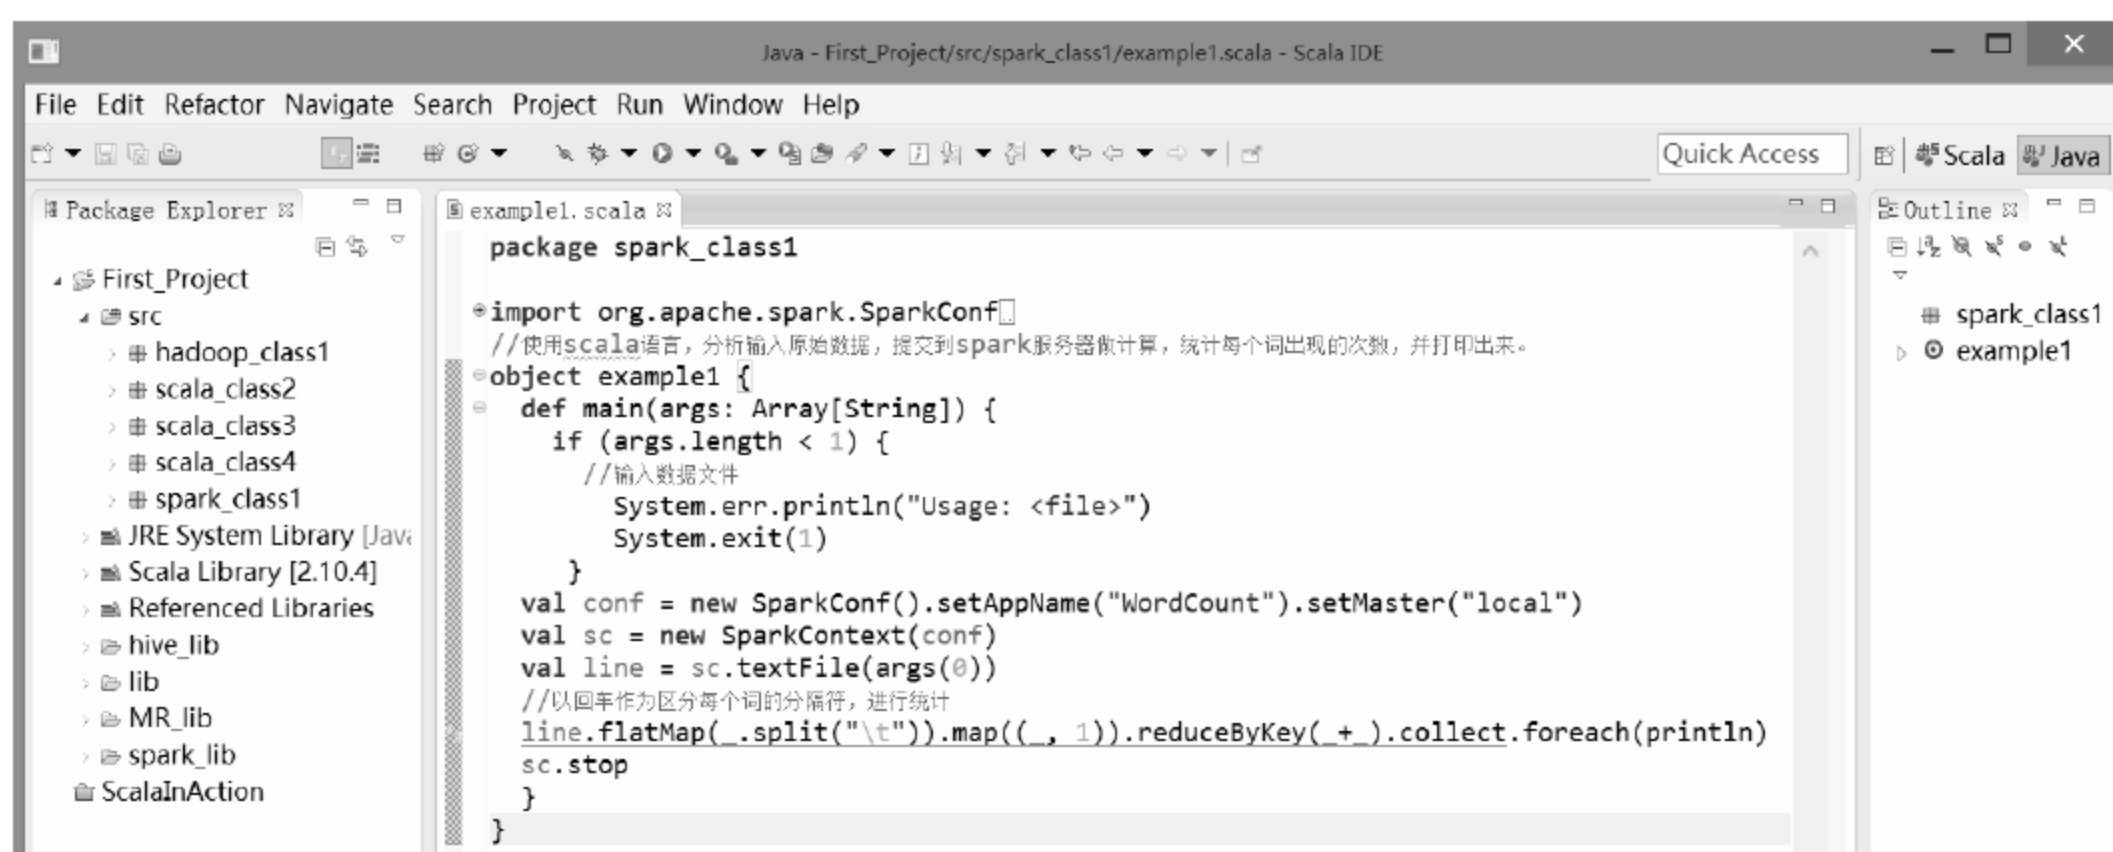 Java - First_Project/src/spark_class1/example1.scala - Scala IDE
File Edit Refactor Navigate Search Project Run Window Help
Quick Access
Scala
Java
Package Explorer
First_Project
src
hadoop_class1
scala_class2
scala_class3
scala_class4
spark_class1
JRE System Library [Java
Scala Library [2.10.4]
Referenced Libraries
hive_lib
lib
MR_lib
spark_lib
ScalaInAction
example1.scala
package spark_class1
import org.apache.spark.SparkConf
//使用scala语言，分析输入原始数据，提交到spark服务器做计算，统计每个词出现的次数，并打印出来。
object example1 {
def main(args: Array[String]) {
if (args.length < 1) {
//输入数据文件
System.err.println("Usage: <file>")
System.exit(1)
}
val conf = new SparkConf().setAppName("WordCount").setMaster("local")
val sc = new SparkContext(conf)
val line = sc.textFile(args(0))
//以回车作为区分每个词的分隔符，进行统计
line.flatMap(_.split("\t")).map((_, 1)).reduceByKey(_+_).collect.foreach(println)
sc.stop
}
}
Outline
spark_class1
example1